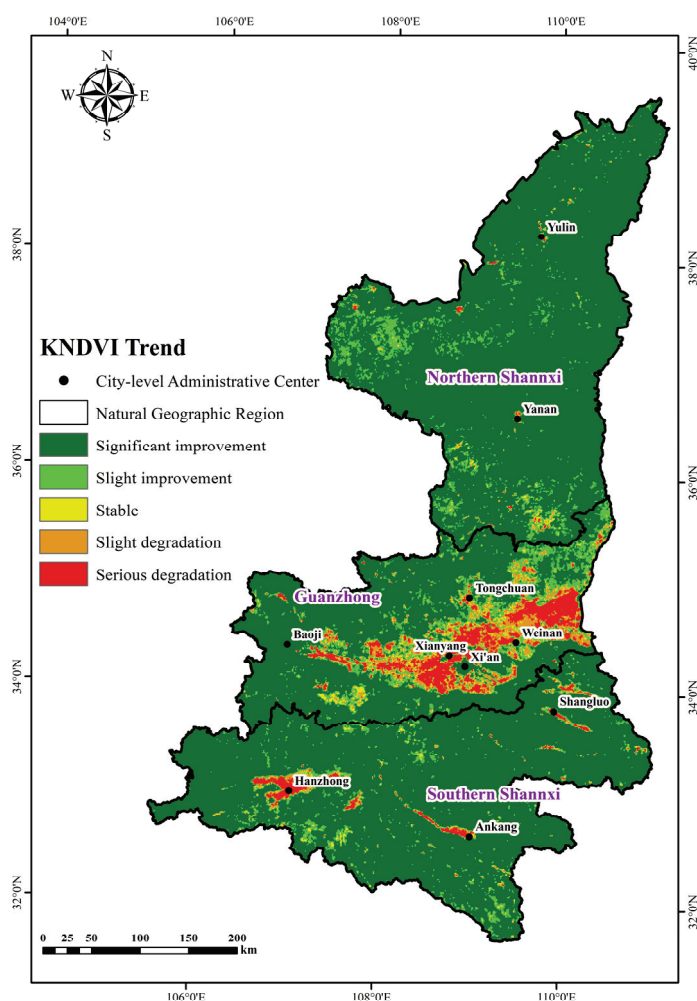 104°0'E 106°0'E 108°0'E 110°0'E
40°0'N
N
W E
S
Yulin
38°0'N
38°0'N
KNDVI Trend
City-level Administrative Center
Northern Shannxi
Natural Geographic Region
Yanan
Significant improvement
36°0'N
Slight improvement
36°0'N
Stable
Slight degradation
Serious degradation
Tongchuan
Guanzhong
Baoji
Weinan
Xianyang
Xi'an
34°0'N
34°0'N
Shangluo
Hanzhong
Southern Shannxi
Ankang
32°0'N
32°0'N
0 25 50 100 150 200
km
106°0'E 108°0'E 110°0'E